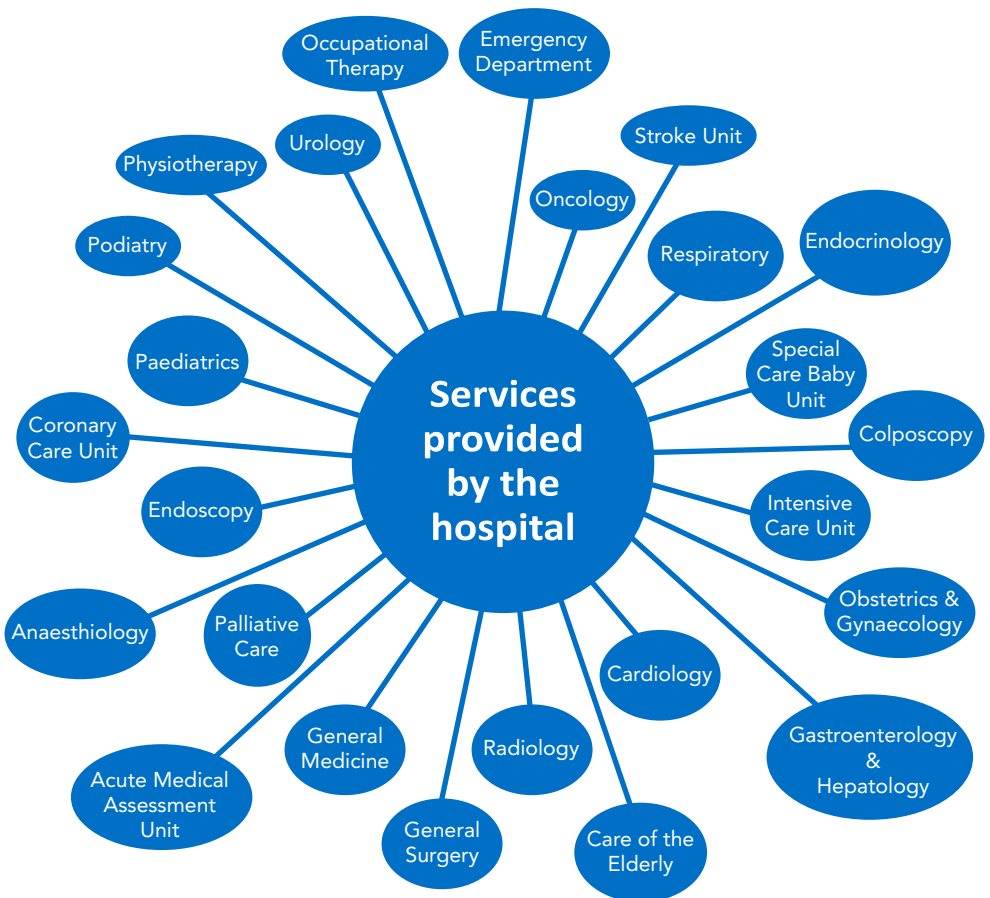 Services
provided
by the
hospital
Occupational
Therapy
Emergency
Department
Stroke Unit
Oncology
Respiratory
Endocrinology
Special
Care Baby
Unit
Colposcopy
Intensive
Care Unit
Obstetrics &
Gynaecology
Gastroenterology
&
Hepatology
Cardiology
Care of the
Elderly
Radiology
General
Surgery
General
Medicine
Acute Medical
Assessment
Unit
Palliative
Care
Anaesthiology
Endoscopy
Coronary
Care Unit
Paediatrics
Podiatry
Physiotherapy
Urology